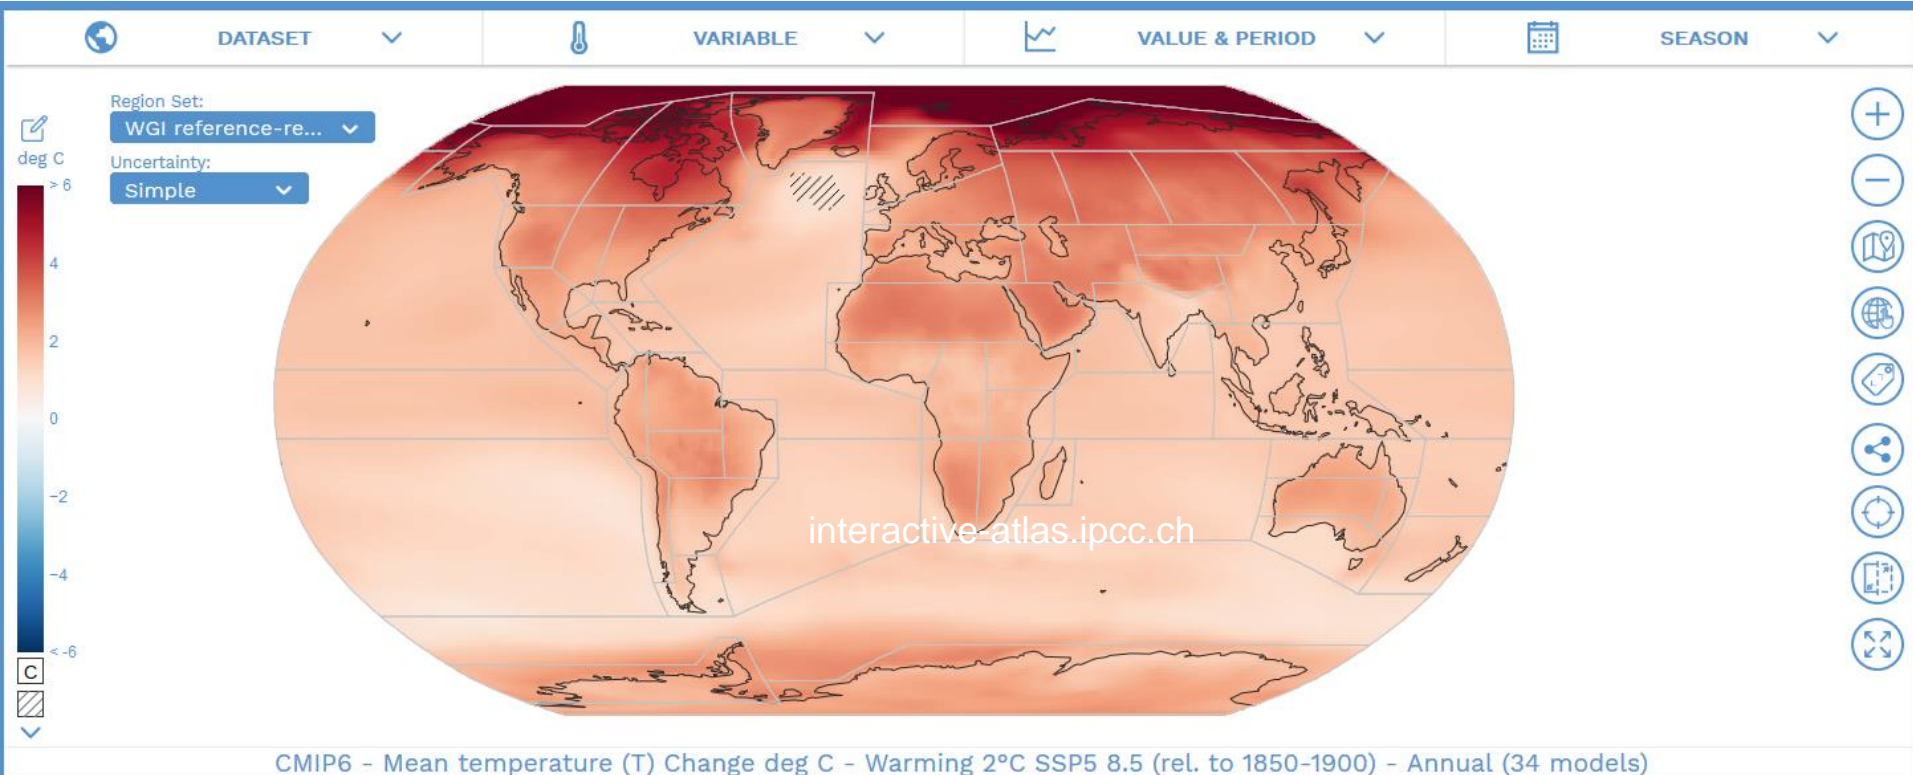 DATASET
VARIABLE
VALUE & PERIOD
SEASON
Region Set:
WGI reference-re...
Uncertainty:
Simple
deg C
> 6
4
2
0
−2
−4
< -6
C
interactive-atlas.ipcc.ch
CMIP6 - Mean temperature (T) Change deg C - Warming 2°C SSP5 8.5 (rel. to 1850-1900) - Annual (34 models)